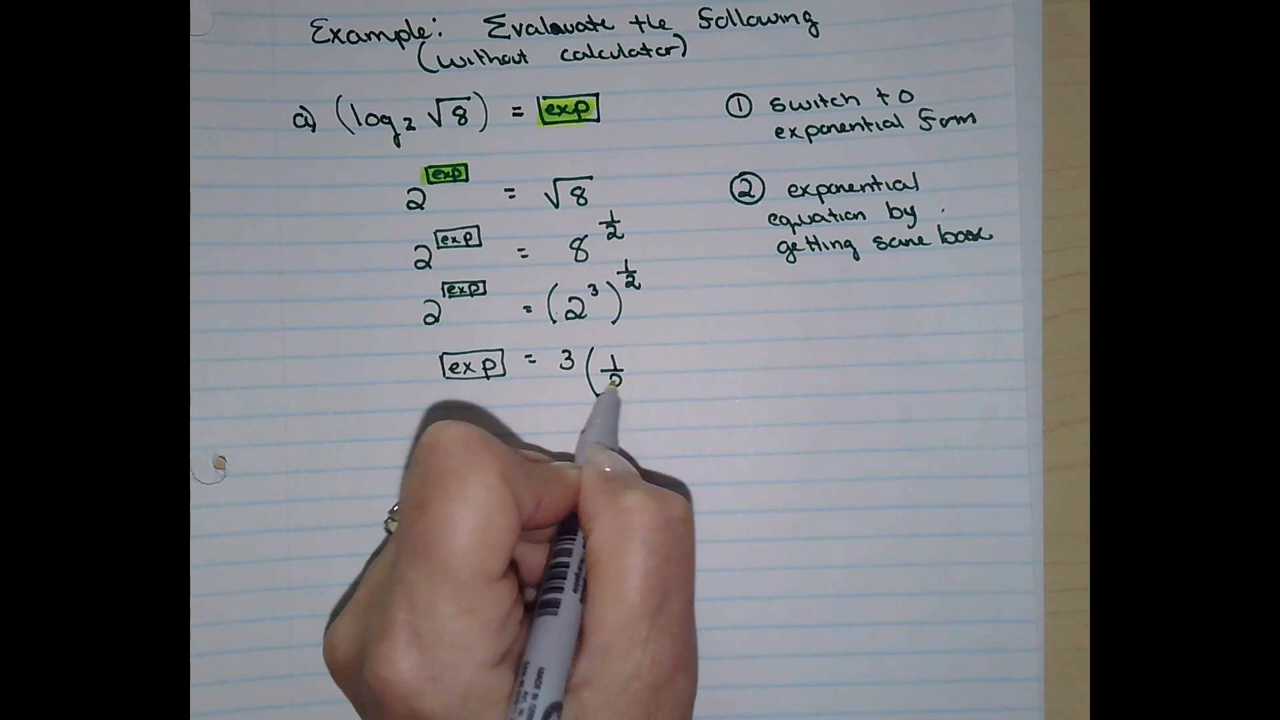 Example: Evaluate the following
(without calculator)
a) (log₂ √8) = exp
① switch to
exponential form
2^exp = √8
② exponential
equation by
getting same base
2^exp = 8^1/2
2^exp = (2³)^1/2
exp = 3 (1/2